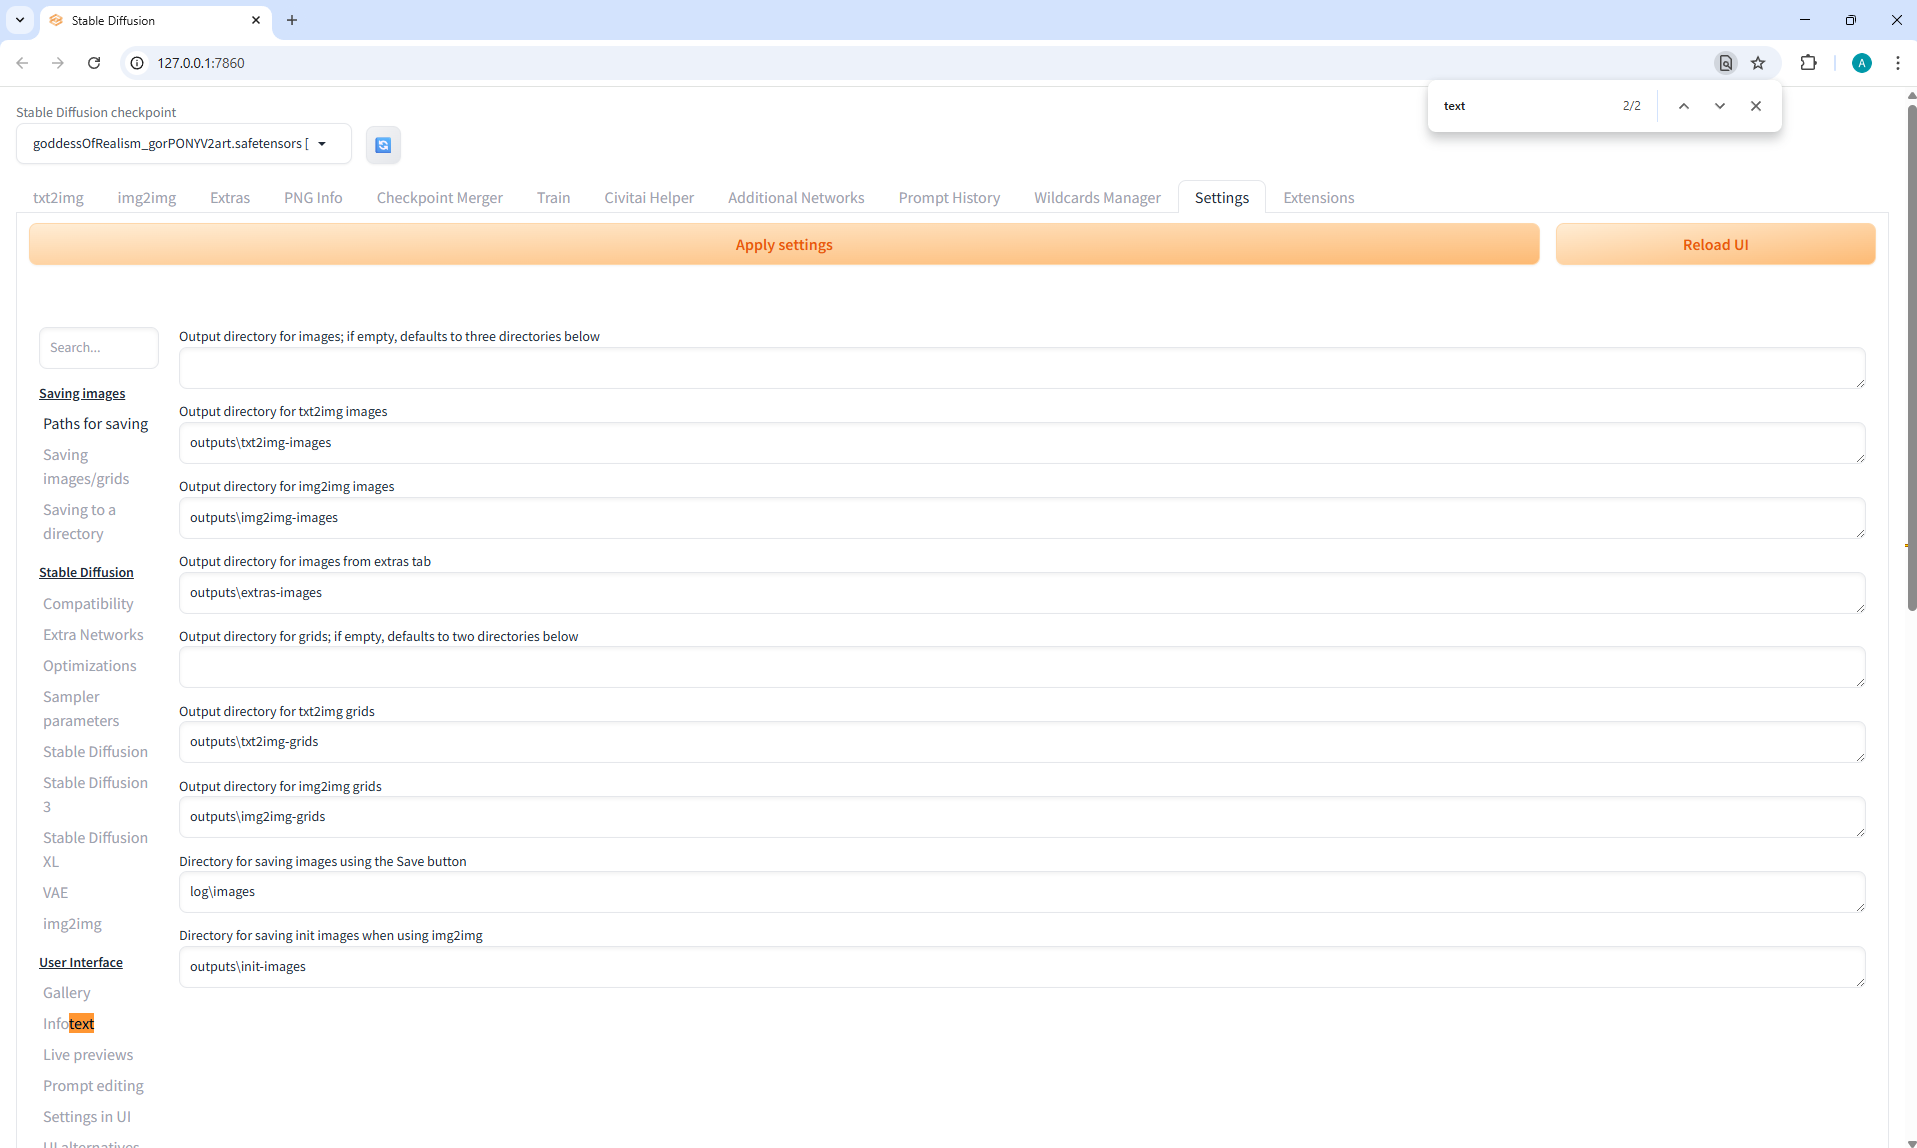 Stable Diffusion
127.0.0.1:7860
A
text
2/2
Stable Diffusion checkpoint
goddessOfRealism_gorPONYV2art.safetensors [
txt2img
img2img
Extras
PNG Info
Checkpoint Merger
Train
Civitai Helper
Additional Networks
Prompt History
Wildcards Manager
Settings
Extensions
Apply settings
Reload UI
Search...
Saving images
Paths for saving
Saving
images/grids
Saving to a
directory
Stable Diffusion
Compatibility
Extra Networks
Optimizations
Sampler
parameters
Stable Diffusion
Stable Diffusion
3
Stable Diffusion
XL
VAE
img2img
User Interface
Gallery
Infotext
Live previews
Prompt editing
Settings in UI
UI alternatives
Output directory for images; if empty, defaults to three directories below
Output directory for txt2img images
outputs\txt2img-images
Output directory for img2img images
outputs\img2img-images
Output directory for images from extras tab
outputs\extras-images
Output directory for grids; if empty, defaults to two directories below
Output directory for txt2img grids
outputs\txt2img-grids
Output directory for img2img grids
outputs\img2img-grids
Directory for saving images using the Save button
log\images
Directory for saving init images when using img2img
outputs\init-images